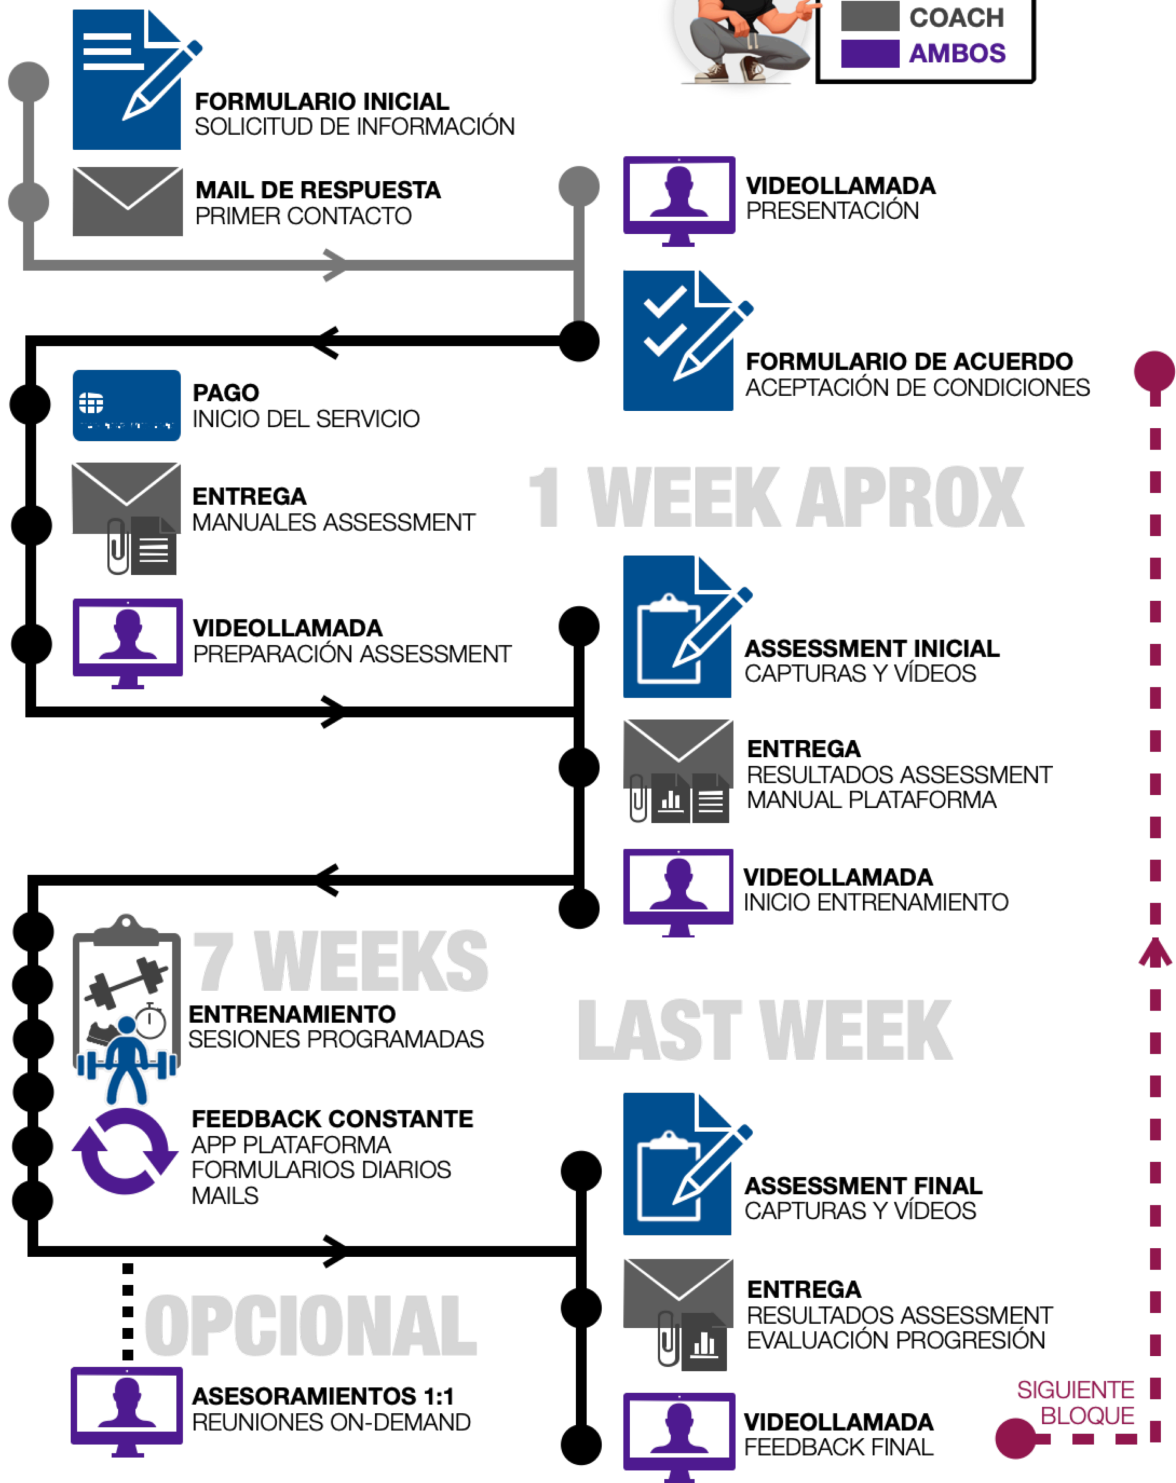 COACH
AMBOS
FORMULARIO INICIAL
SOLICITUD DE INFORMACIÓN
MAIL DE RESPUESTA
PRIMER CONTACTO
VIDEOLLAMADA
PRESENTACIÓN
FORMULARIO DE ACUERDO
ACEPTACIÓN DE CONDICIONES
PAGO
INICIO DEL SERVICIO
ENTREGA
MANUALES ASSESSMENT
VIDEOLLAMADA
PREPARACIÓN ASSESSMENT
1 WEEK APROX
ASSESSMENT INICIAL
CAPTURAS Y VÍDEOS
ENTREGA
RESULTADOS ASSESSMENT
MANUAL PLATAFORMA
VIDEOLLAMADA
INICIO ENTRENAMIENTO
7 WEEKS
ENTRENAMIENTO
SESIONES PROGRAMADAS
FEEDBACK CONSTANTE
APP PLATAFORMA
FORMULARIOS DIARIOS
MAILS
OPCIONAL
ASESORAMIENTOS 1:1
REUNIONES ON-DEMAND
LAST WEEK
ASSESSMENT FINAL
CAPTURAS Y VÍDEOS
ENTREGA
RESULTADOS ASSESSMENT
EVALUACIÓN PROGRESIÓN
VIDEOLLAMADA
FEEDBACK FINAL
SIGUIENTE
BLOQUE